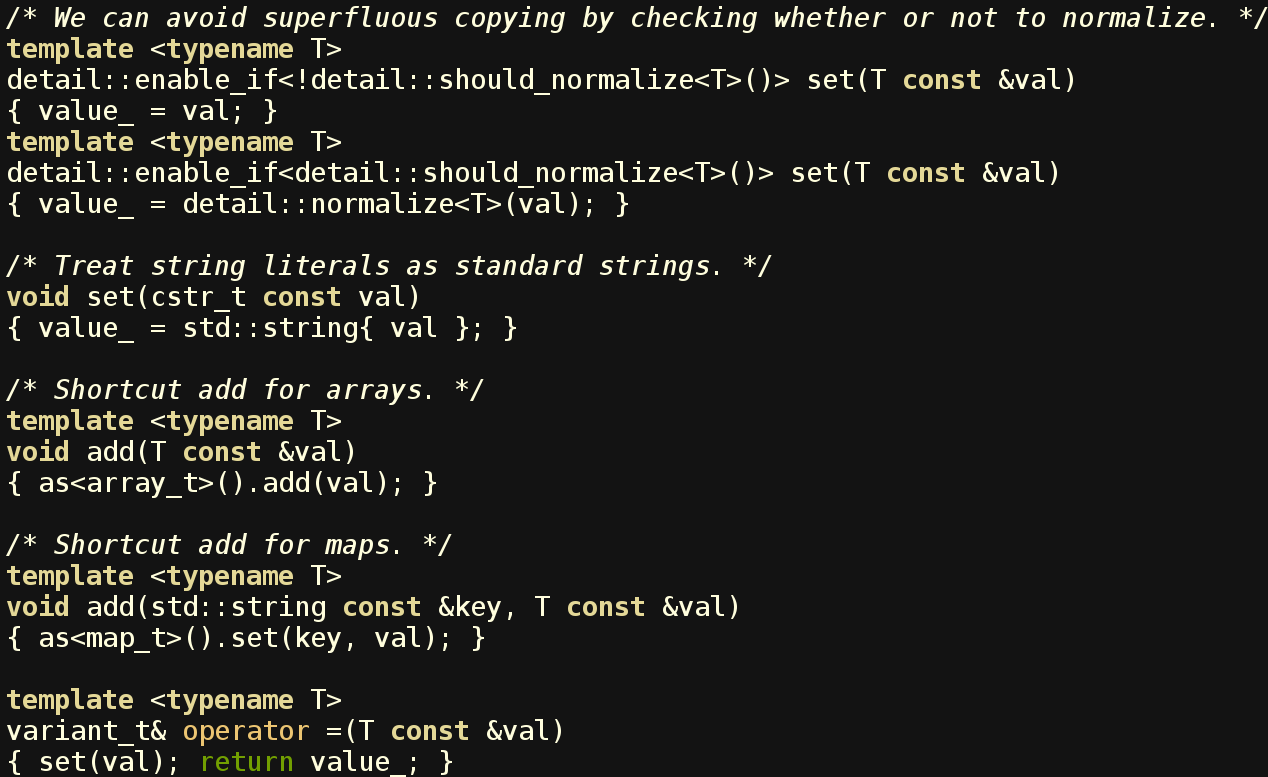 /* We can avoid superfluous copying by checking whether or not to normalize. */
template <typename T>
detail::enable_if<!detail::should_normalize<T>()> set(T const &val)
{ value_ = val; }
template <typename T>
detail::enable_if<detail::should_normalize<T>()> set(T const &val)
{ value_ = detail::normalize<T>(val); }

/* Treat string literals as standard strings. */
void set(cstr_t const val)
{ value_ = std::string{ val }; }

/* Shortcut add for arrays. */
template <typename T>
void add(T const &val)
{ as<array_t>().add(val); }

/* Shortcut add for maps. */
template <typename T>
void add(std::string const &key, T const &val)
{ as<map_t>().set(key, val); }

template <typename T>
variant_t& operator =(T const &val)
{ set(val); return value_; }